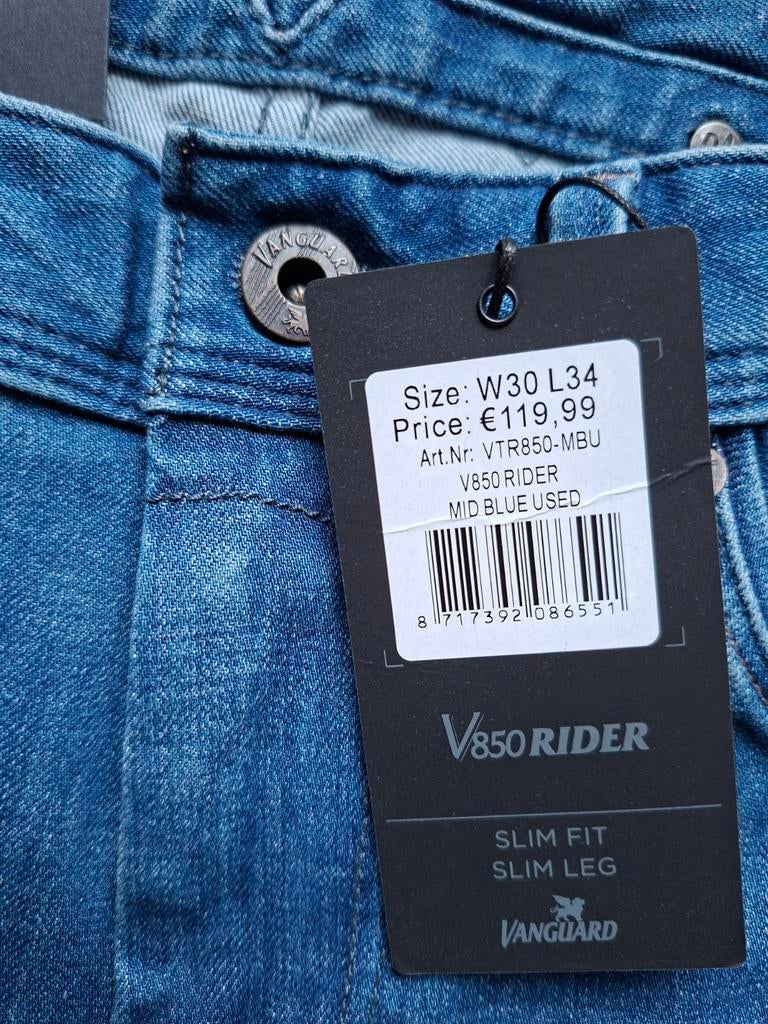 VANGUARD
Size: W30 L34
Price: €119,99
Art.Nr: VTR850-MBU
V850 RIDER
MID BLUE USED
8 717392 086551
V850 RIDER
SLIM FIT
SLIM LEG
VANGUARD